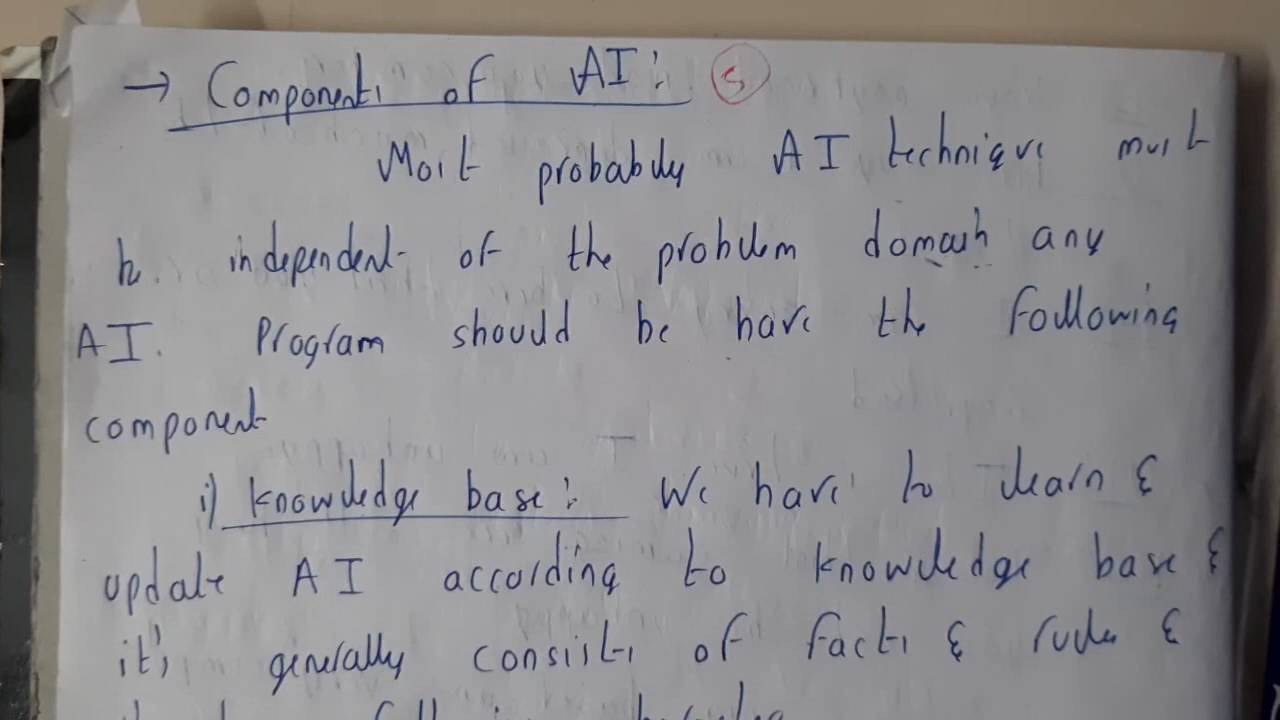 → Components of AI:- 5
Most probably AI technique must
be independent of the problem domain any
AI. Program should be have the following
component
i) knowledge base:- We have to learn &
update AI according to knowledge base &
it's generally consists of facts & rules &